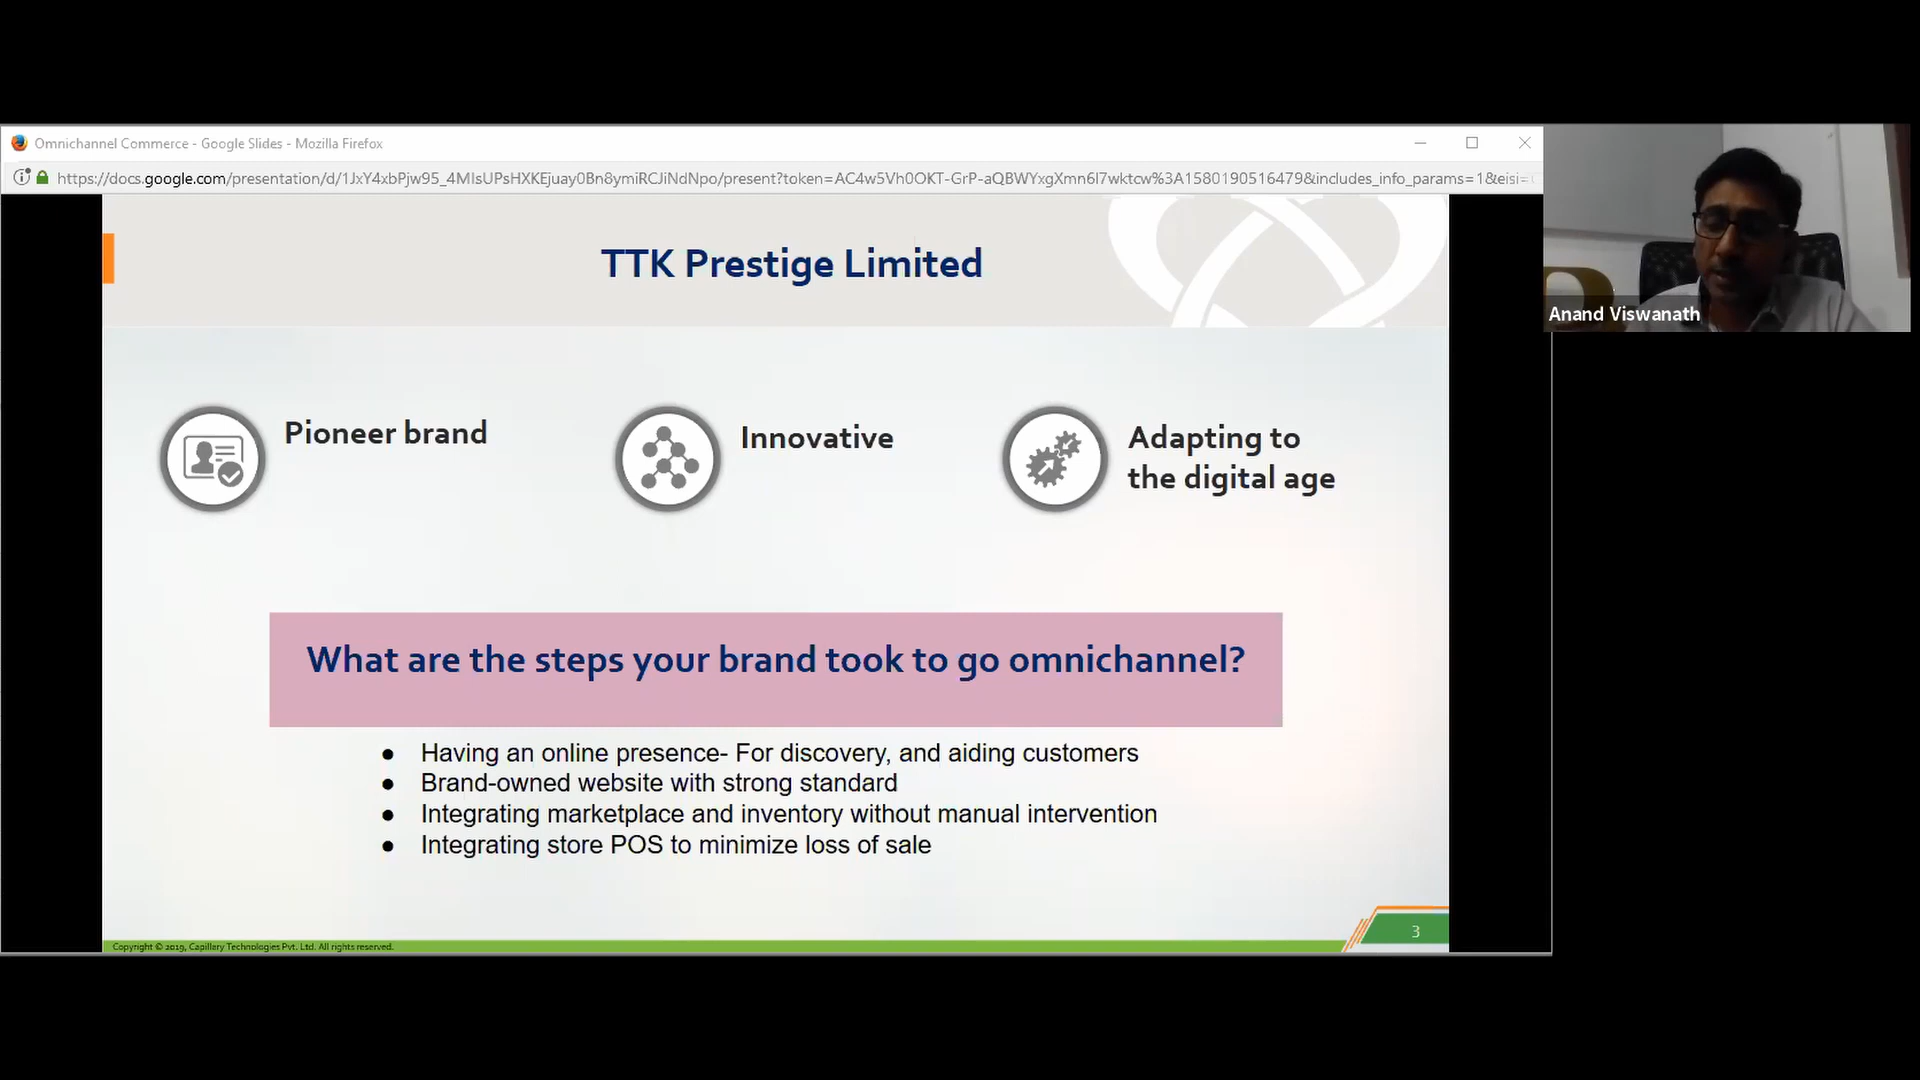 Omnichannel Commerce - Google Slides - Mozilla Firefox
https://docs.google.com/presentation/d/1JxY4xbPjw95_4MIsUPsHXKEjuay0Bn8ymiRCJiNdNpo/present?token=AC4w5Vh0OKT-GrP-aQBWYxgXmn6l7wktcw%3A1580190516479&includes_info_params=1&eisi=
TTK Prestige Limited
Anand Viswanath
Pioneer brand
Innovative
Adapting to
the digital age
What are the steps your brand took to go omnichannel?
● Having an online presence- For discovery, and aiding customers
● Brand-owned website with strong standard
● Integrating marketplace and inventory without manual intervention
● Integrating store POS to minimize loss of sale
Copyright © 2019, Capillary Technologies Pvt. Ltd. All rights reserved.
3